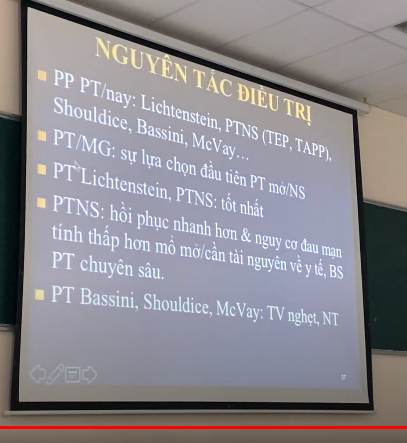 NGUYÊN TẮC ĐIỀU TRỊ
PP PT/nay: Lichtenstein, PTNS (TEP, TAPP),
Shouldice, Bassini, McVay…
PT/MG: sự lựa chọn đầu tiên PT mở/NS
PT Lichtenstein, PTNS: tốt nhất
PTNS: hồi phục nhanh hơn & nguy cơ đau mạn
tính thấp hơn mổ mở/cần tài nguyên về y tế, BS
PT chuyên sâu.
PT Bassini, Shouldice, McVay: TV nghẹt, NT